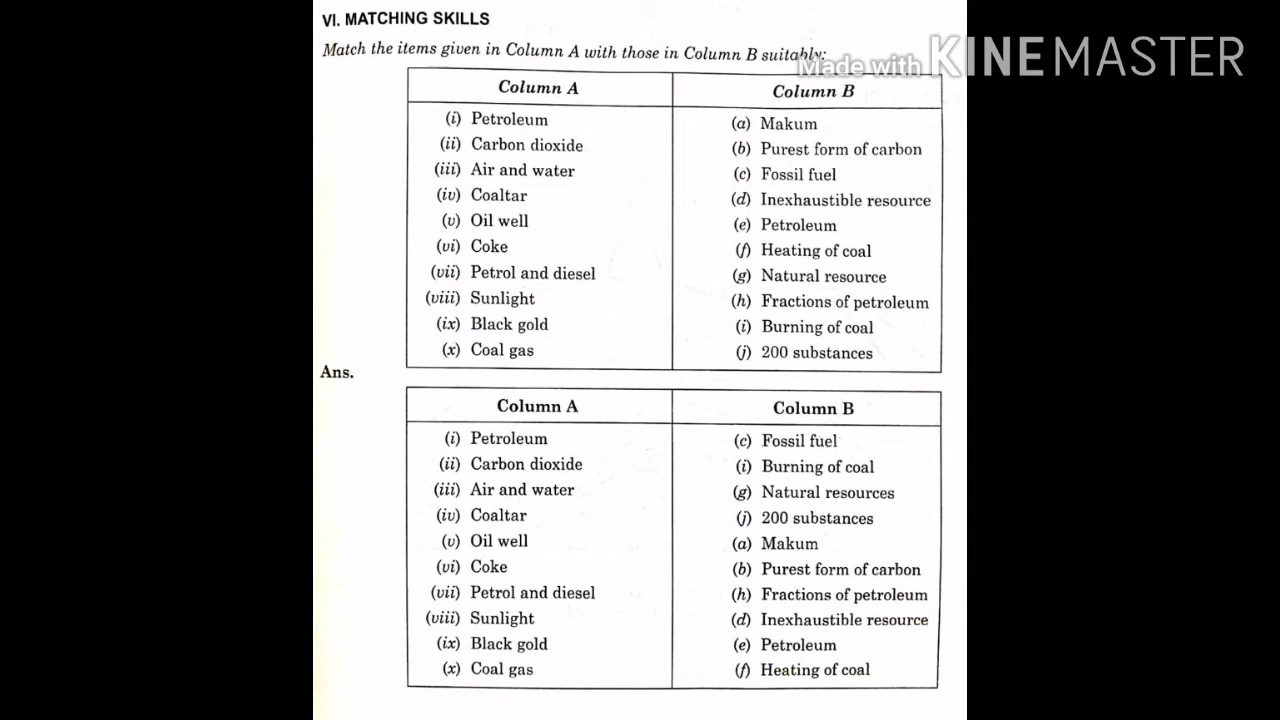 VI. MATCHING SKILLS
Match the items given in Column A with those in Column B suitably:
Made with KINEMASTER
Column A Column B
(i) Petroleum (a) Makum
(ii) Carbon dioxide (b) Purest form of carbon
(iii) Air and water (c) Fossil fuel
(iv) Coaltar (d) Inexhaustible resource
(v) Oil well (e) Petroleum
(vi) Coke (f) Heating of coal
(vii) Petrol and diesel (g) Natural resource
(viii) Sunlight (h) Fractions of petroleum
(ix) Black gold (i) Burning of coal
(x) Coal gas (j) 200 substances
Ans.
Column A Column B
(i) Petroleum (c) Fossil fuel
(ii) Carbon dioxide (i) Burning of coal
(iii) Air and water (g) Natural resources
(iv) Coaltar (j) 200 substances
(v) Oil well (a) Makum
(vi) Coke (b) Purest form of carbon
(vii) Petrol and diesel (h) Fractions of petroleum
(viii) Sunlight (d) Inexhaustible resource
(ix) Black gold (e) Petroleum
(x) Coal gas (f) Heating of coal